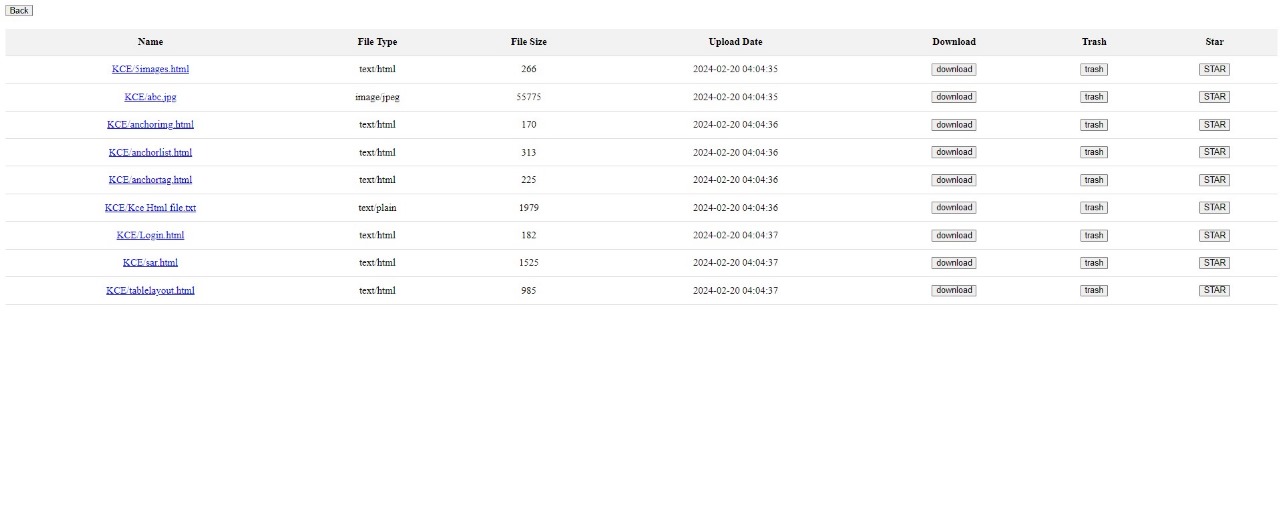 Back
Name File Type File Size Upload Date Download Trash Star
KCE/5images.html text/html 266 2024-02-20 04:04:35 download trash STAR
KCE/abc.jpg image/jpeg 55775 2024-02-20 04:04:35 download trash STAR
KCE/anchorimg.html text/html 170 2024-02-20 04:04:36 download trash STAR
KCE/anchorlist.html text/html 313 2024-02-20 04:04:36 download trash STAR
KCE/anchortag.html text/html 225 2024-02-20 04:04:36 download trash STAR
KCE/Kce Html file.txt text/plain 1979 2024-02-20 04:04:36 download trash STAR
KCE/Login.html text/html 182 2024-02-20 04:04:37 download trash STAR
KCE/sar.html text/html 1525 2024-02-20 04:04:37 download trash STAR
KCE/tablelayout.html text/html 985 2024-02-20 04:04:37 download trash STAR